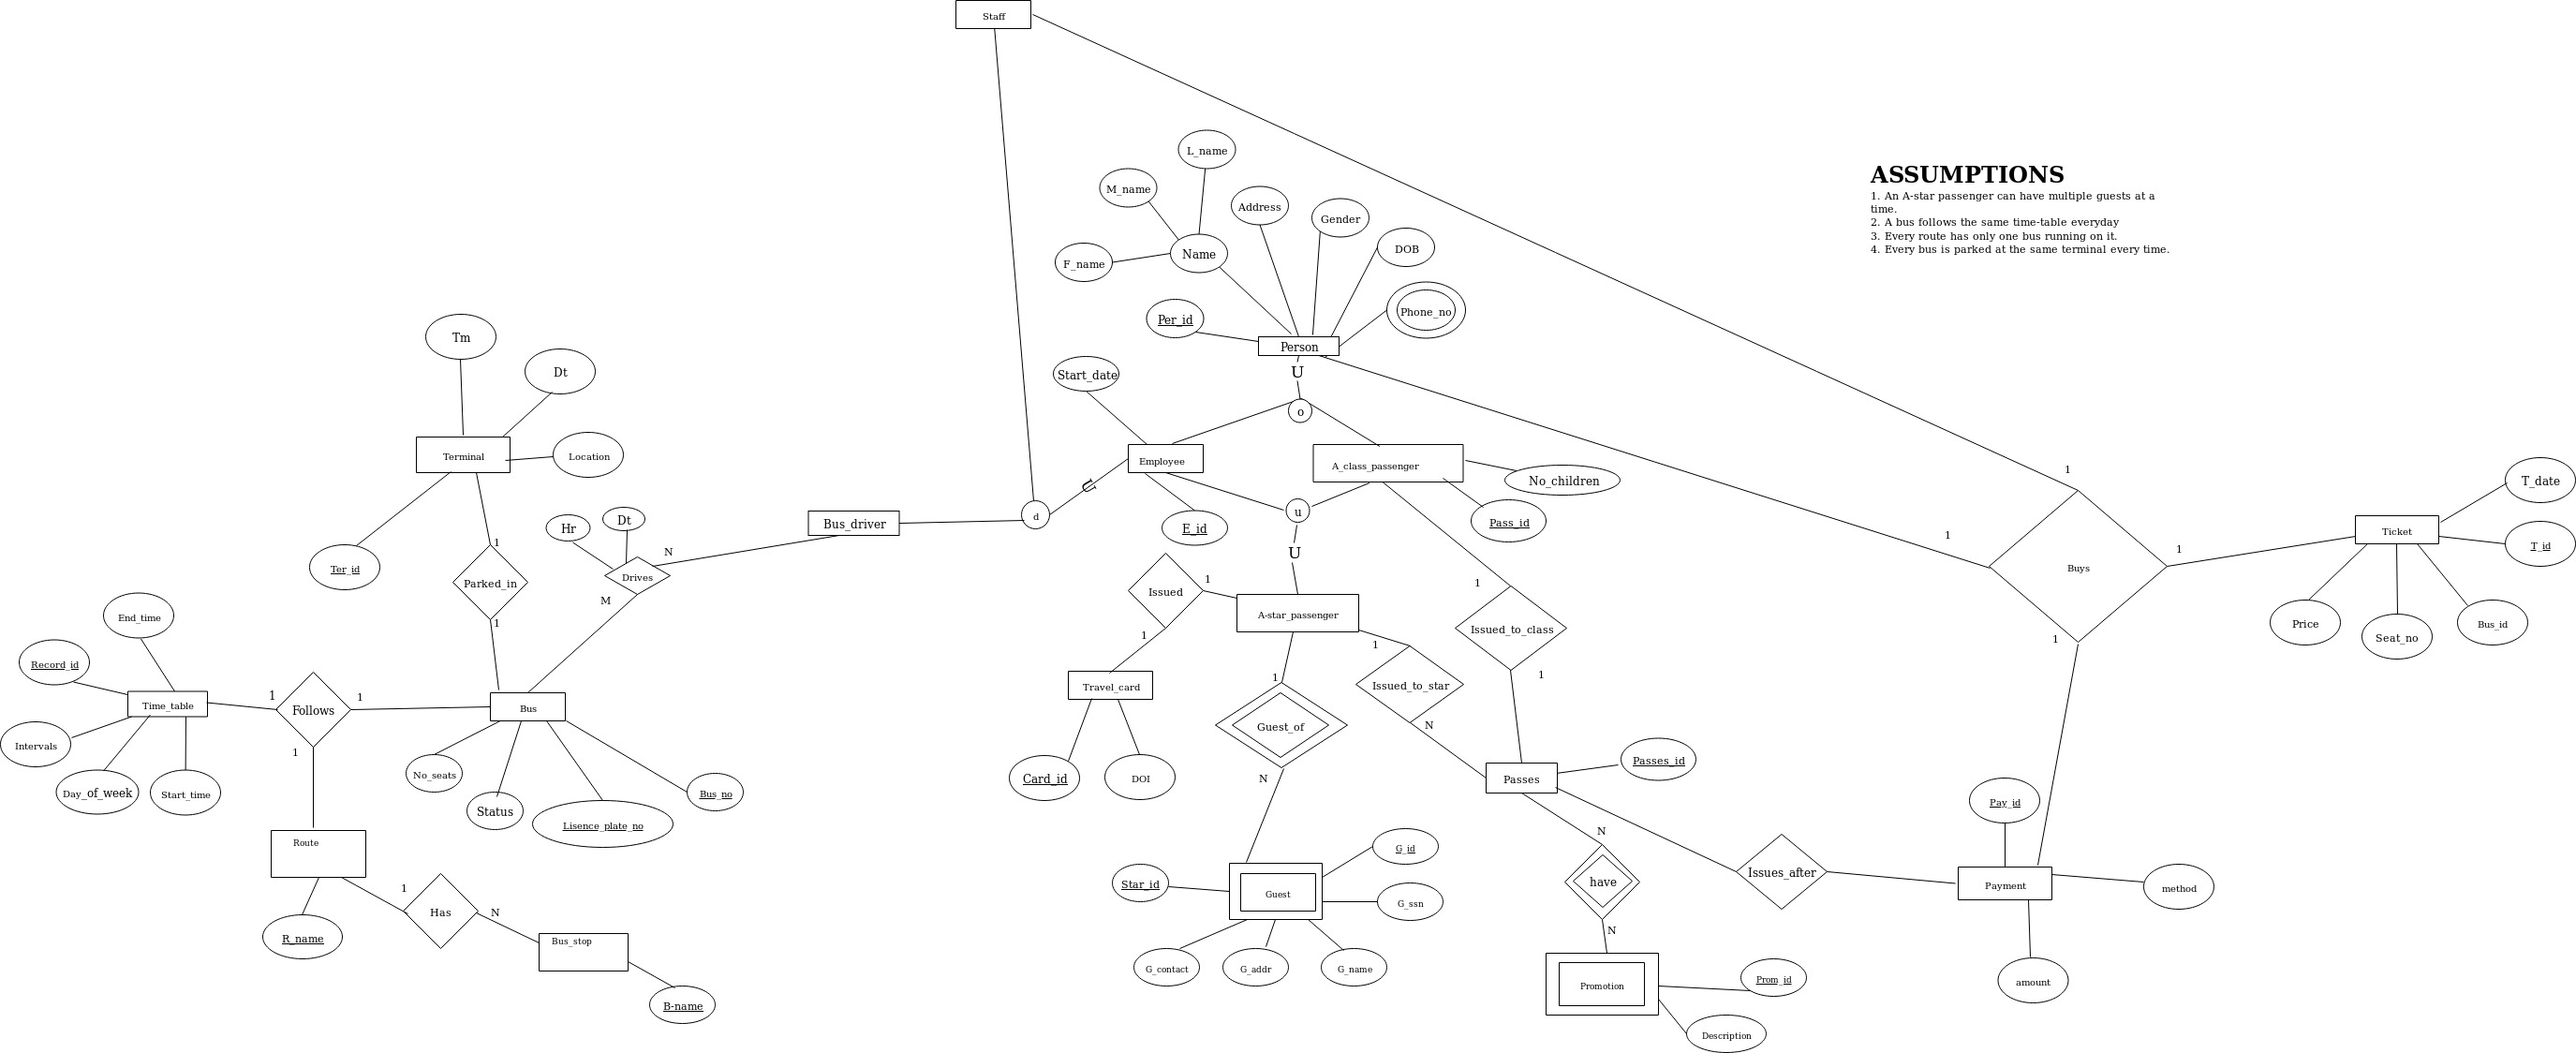 Staff
L_name
M_name
Address
Gender
Name
DOB
F_name
Phone_no
Per_id
Person
U
Start_date
o
ASSUMPTIONS
1. An A-star passenger can have multiple guests at a
time.
2. A bus follows the same time-table everyday
3. Every route has only one bus running on it.
4. Every bus is parked at the same terminal every time.
Tm
Dt
Terminal
Location
Ter_id
Employee
A_class_passenger
No_children
U
d
E_id
u
Pass_id
U
Bus_driver
Hr
Dt
N
Drives
M
1
Parked_in
1
1
1
Buys
1
1
Ticket
T_date
T_id
Price
Seat_no
Bus_id
End_time
Record_id
Time_table
Intervals
Day_of_week
Start_time
1
Follows
1
1
Bus
No_seats
Status
Lisence_plate_no
Bus_no
Route
R_name
1
Has
N
Bus_stop
B-name
Issued
1
1
A-star_passenger
Travel_card
Card_id
DOI
1
Guest_of
N
1
Issued_to_star
N
1
Issued_to_class
1
Passes
Passes_id
Star_id
Guest
G_id
G_ssn
G_contact
G_addr
G_name
N
have
N
Promotion
Prom_id
Description
Issues_after
Pay_id
Payment
method
amount